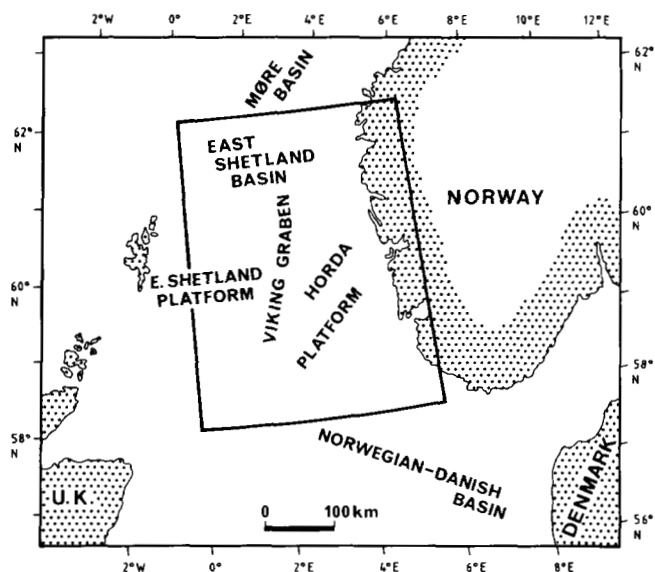 0° 2°E 4°E 6°E 8°E 10°E 12°E
62°
N
62°
N
MØRE
BASIN
EAST
SHETLAND
BASIN
NORWAY
60°
N
VIKING GRABEN
HORDA
PLATFORM
E. SHETLAND
PLATFORM
60°
N
58°
N
58°
N
NORWEGIAN-DANISH
BASIN
U.K.
DENMARK
0 100km
56°
N
2°W 0° 2°E 4°E 6°E 8°E